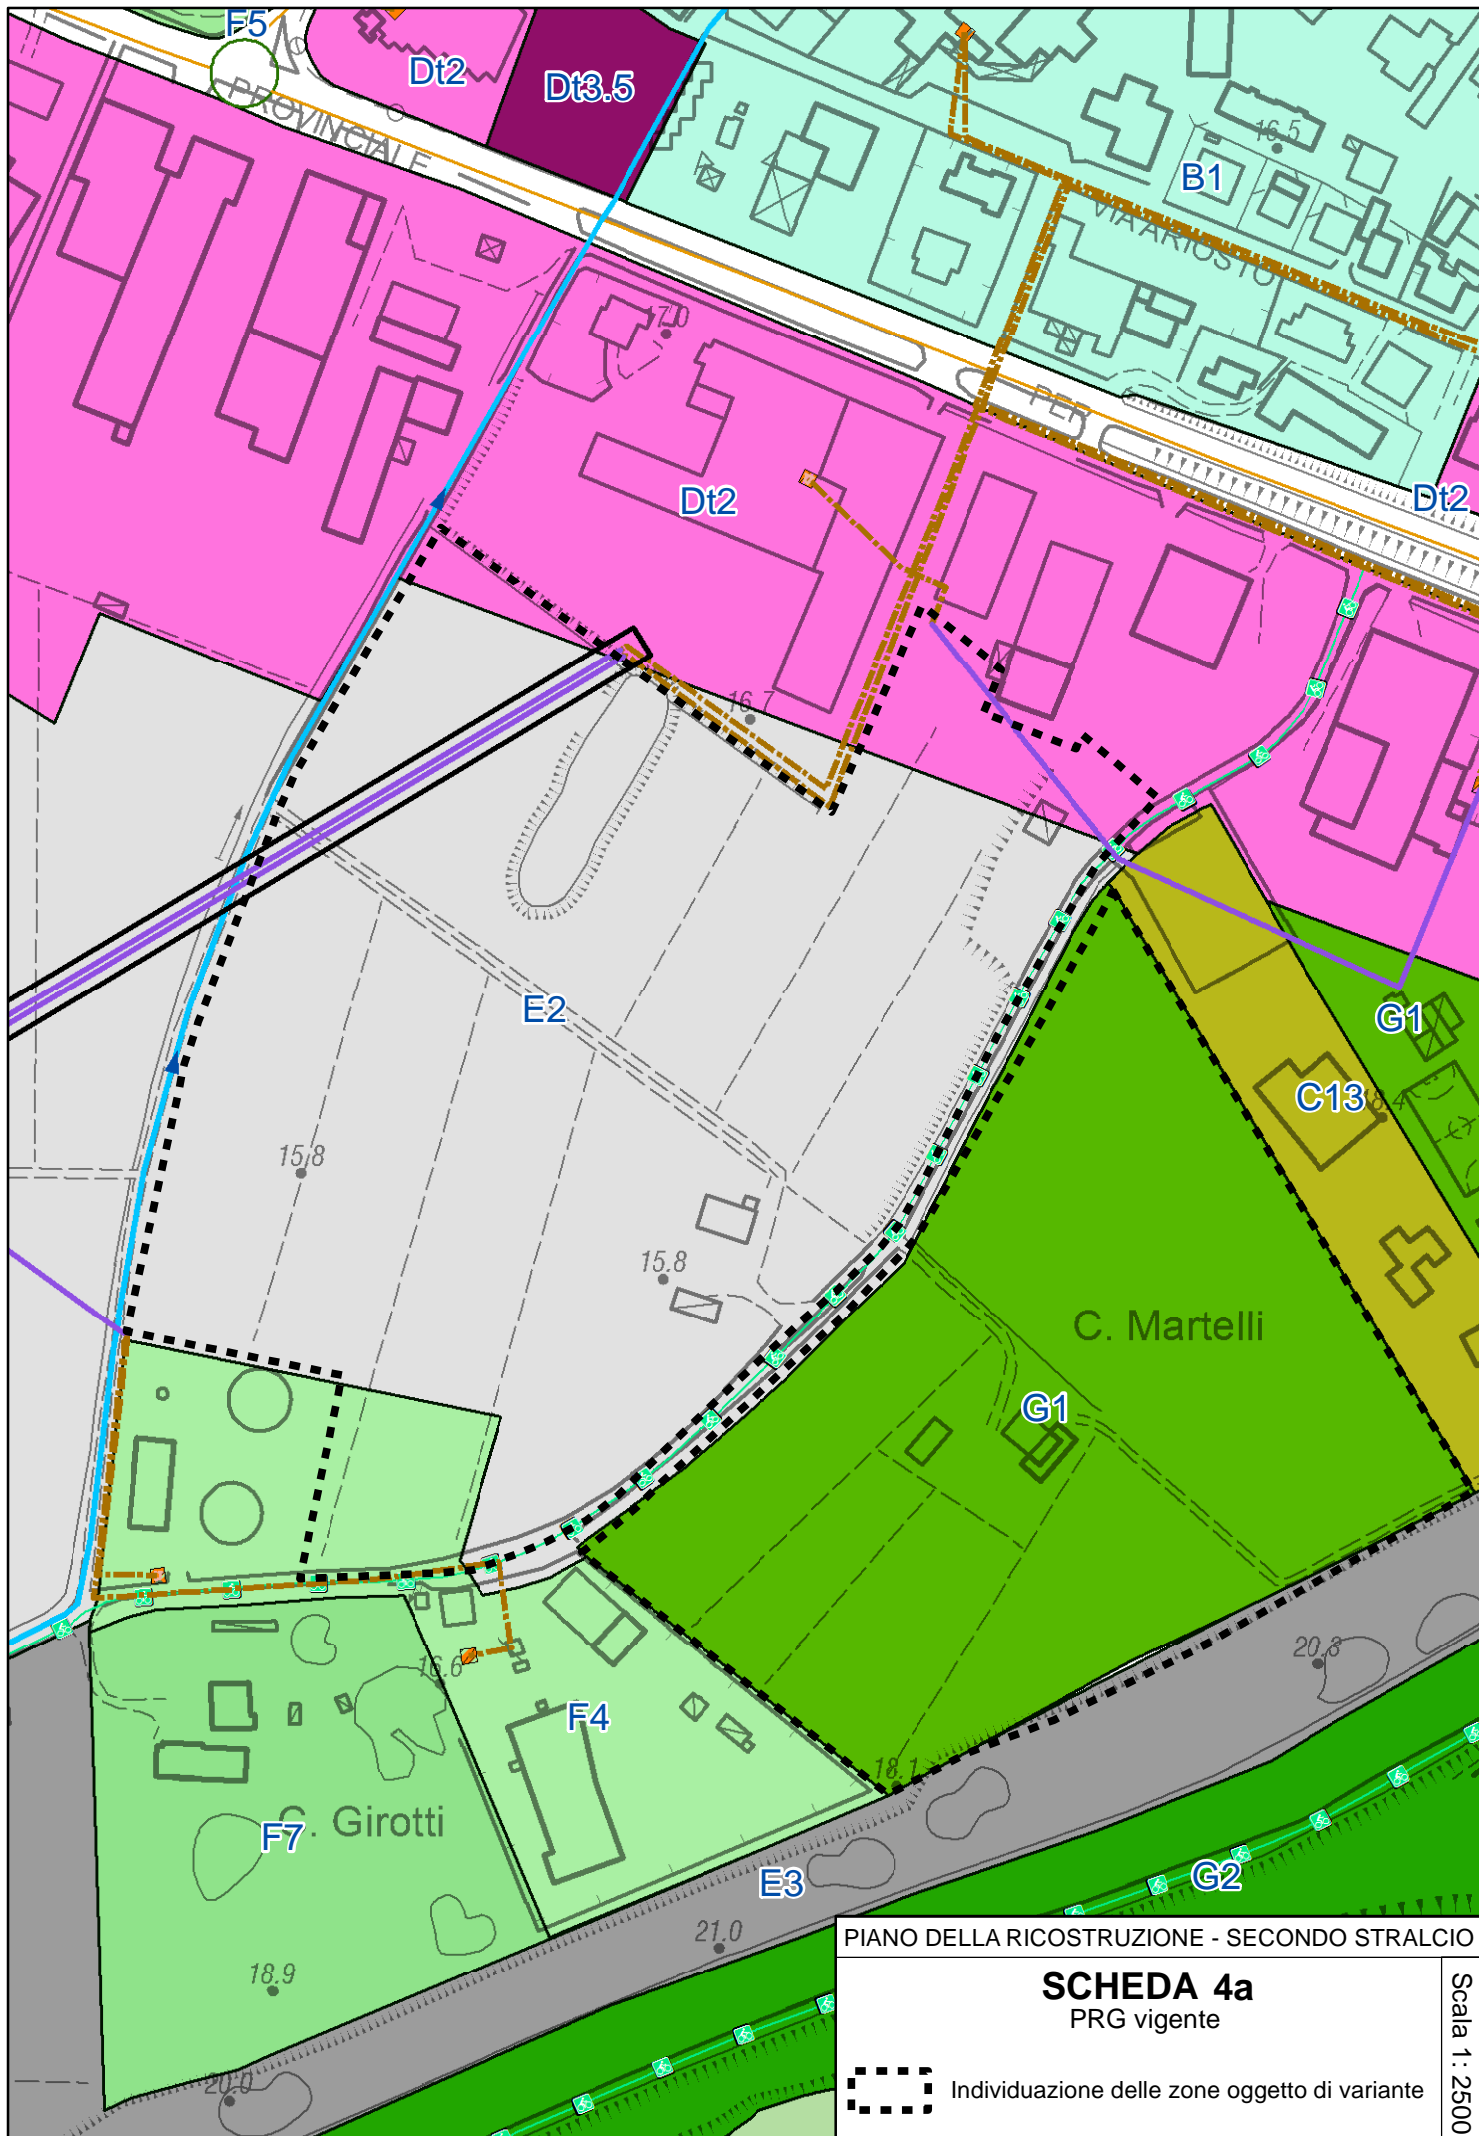 F5
Dt2
Dt3.5
PROVINCIALE
16.5
B1
VIA ARIOSTO
17.0
PER
Dt2
Dt2
16.7
E2
G1
C13
18.4
15.8
15.8
C. Martelli
G1
20.3
16.6
F4
18.1
C. Girotti
F7
E3
G2
21.0
18.9
20.0
PIANO DELLA RICOSTRUZIONE - SECONDO STRALCIO
SCHEDA 4a
PRG vigente
Scala 1: 2500
Individuazione delle zone oggetto di variante